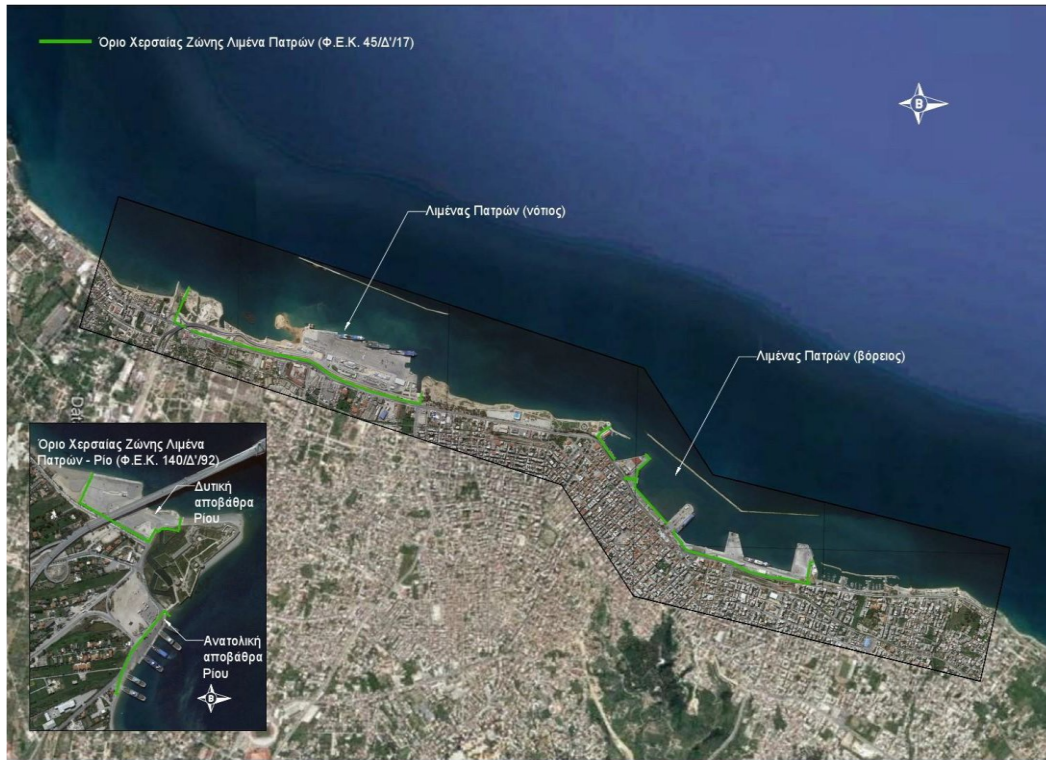 Όριο Χερσαίας Ζώνης Λιμένα Πατρών (Φ.Ε.Κ. 45/Δ'/17)
Β
Λιμένας Πατρών (νότιος)
Λιμένας Πατρών (βόρειος)
Όριο Χερσαίας Ζώνης Λιμένα
Πατρών - Ρίο (Φ.Ε.Κ. 140/Δ'/92)
Δυτική
αποβάθρα
Ρίου
Ανατολική
αποβάθρα
Ρίου
Β